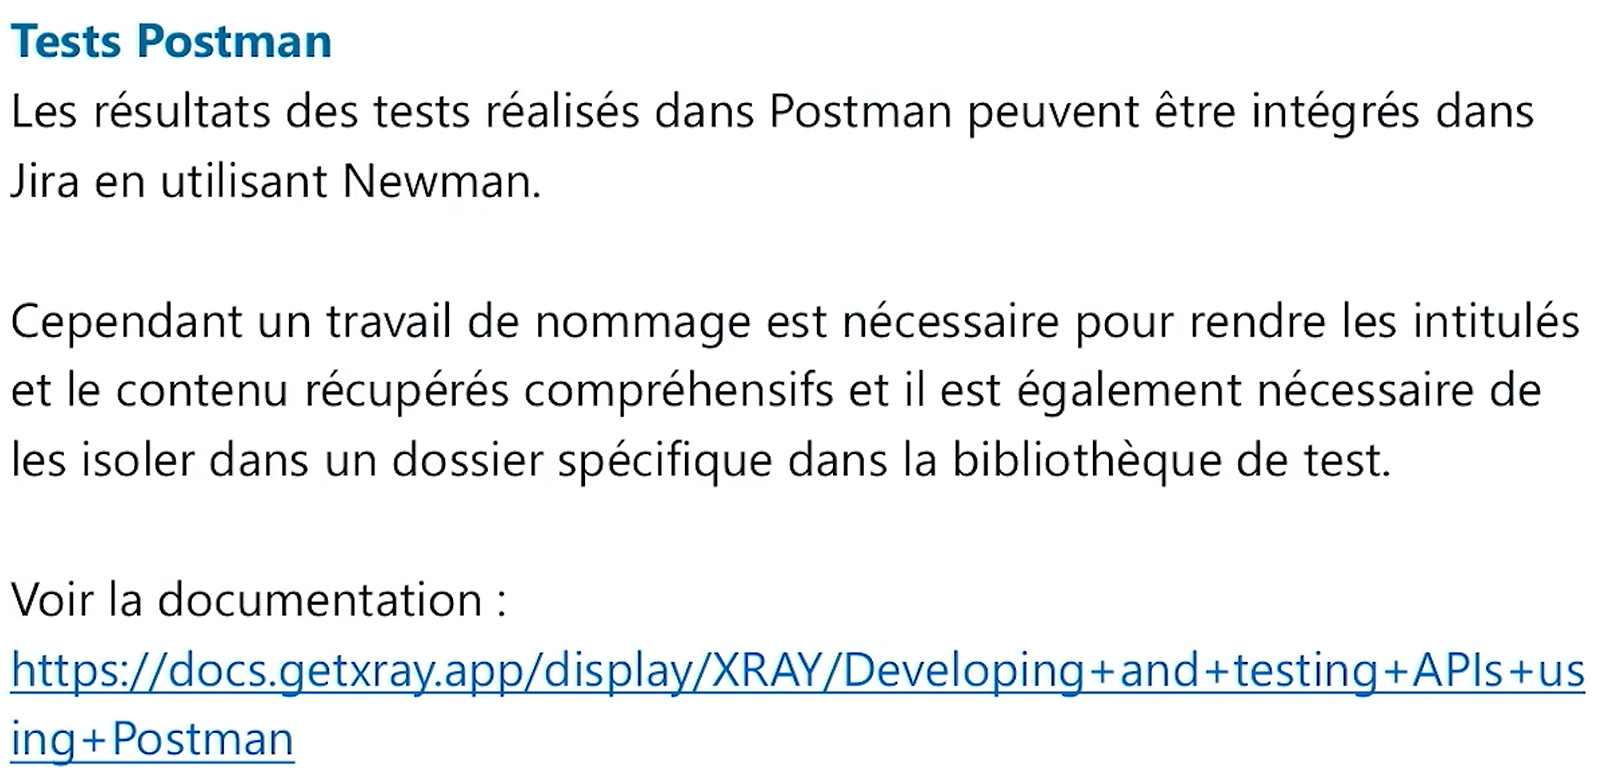 Tests Postman
Les résultats des tests réalisés dans Postman peuvent être intégrés dans
Jira en utilisant Newman.
Cependant un travail de nommage est nécessaire pour rendre les intitulés
et le contenu récupérés compréhensifs et il est également nécessaire de
les isoler dans un dossier spécifique dans la bibliothèque de test.
Voir la documentation :
https://docs.getxray.app/display/XRAY/Developing+and+testing+APIs+us
ing+Postman